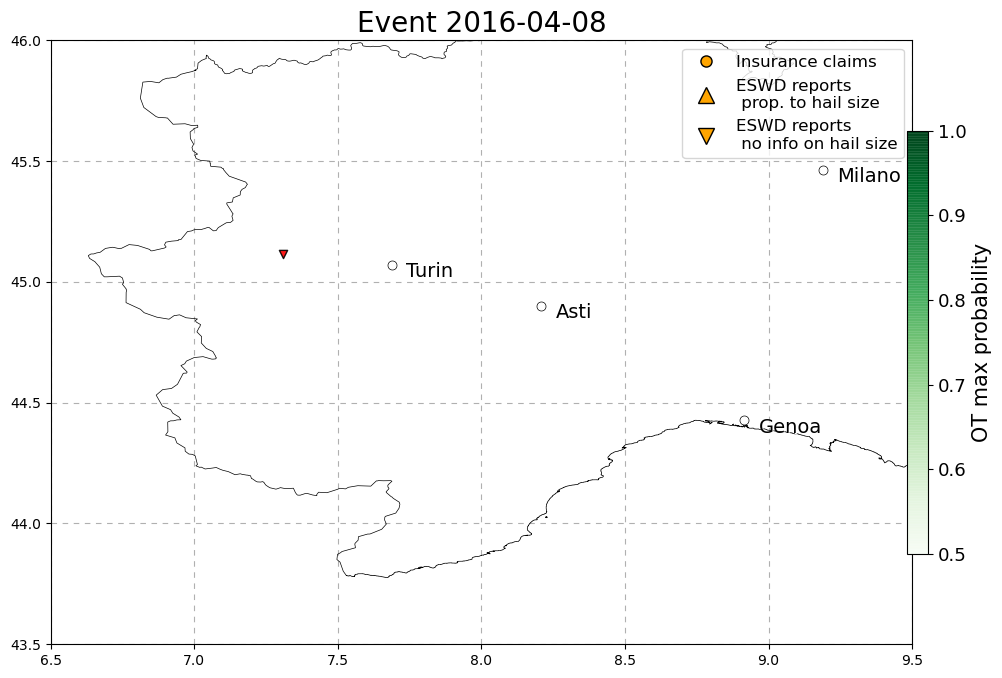 Event 2016-04-08
46.0
Insurance claims
ESWD reports
prop. to hail size
ESWD reports
no info on hail size
1.0
45.5
Milano
0.9
Turin
45.0
0.8
Asti
0.7
44.5
Genoa
0.6
44.0
0.5
43.5
6.5 7.0 7.5 8.0 8.5 9.0 9.5
OT max probability